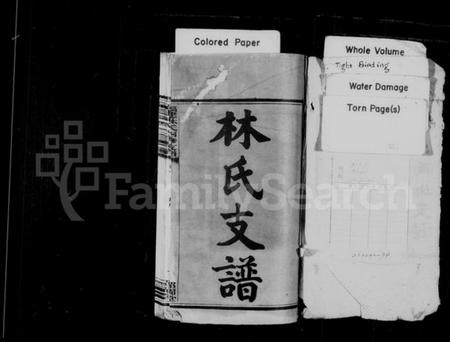 Colored Paper
Whole Volume
Tight Binding
Water Damage
Torn Page(s)
林氏支譜
FamilySearch